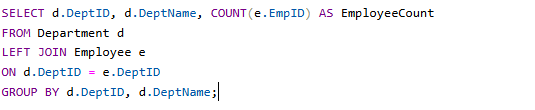 SELECT d.DeptID, d.DeptName, COUNT(e.EmpID) AS EmployeeCount
FROM Department d
LEFT JOIN Employee e
ON d.DeptID = e.DeptID
GROUP BY d.DeptID, d.DeptName;